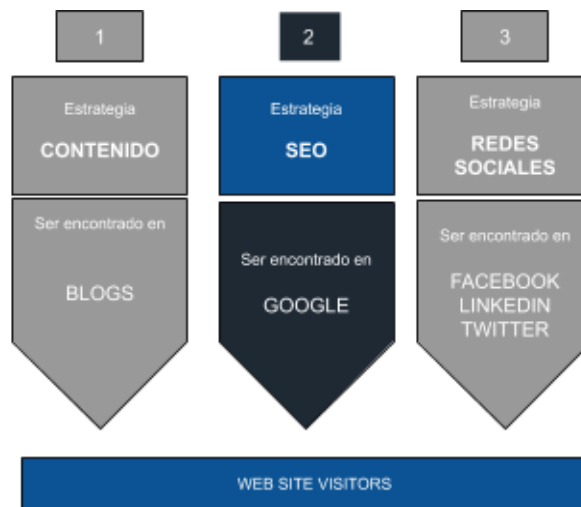 1
Estrategia
CONTENIDO
Ser encontrado en
BLOGS
2
Estrategia
SEO
Ser encontrado en
GOOGLE
3
Estrategia
REDES
SOCIALES
Ser encontrado en
FACEBOOK
LINKEDIN
TWITTER
WEB SITE VISITORS